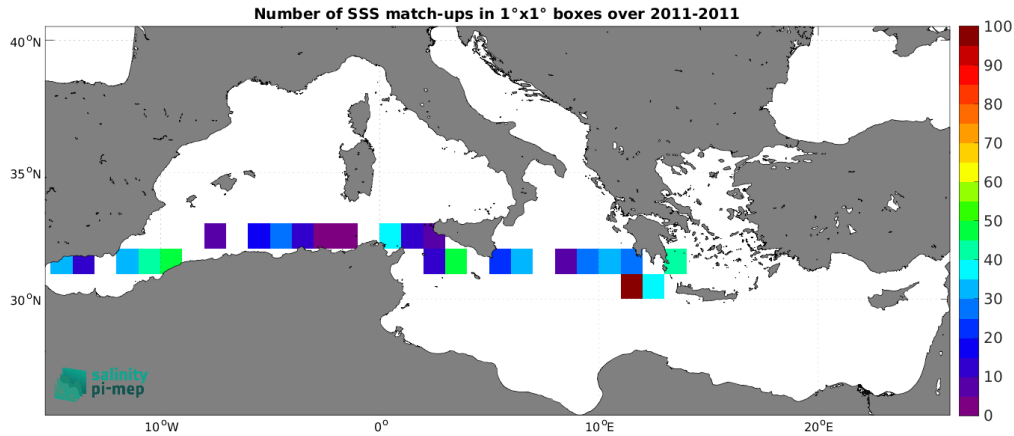 Number of SSS match-ups in 1°x1° boxes over 2011-2011
40°N
35°N
30°N
10°W
0°
10°E
20°E
100
90
80
70
60
50
40
30
20
10
0
salinity
pi-mep